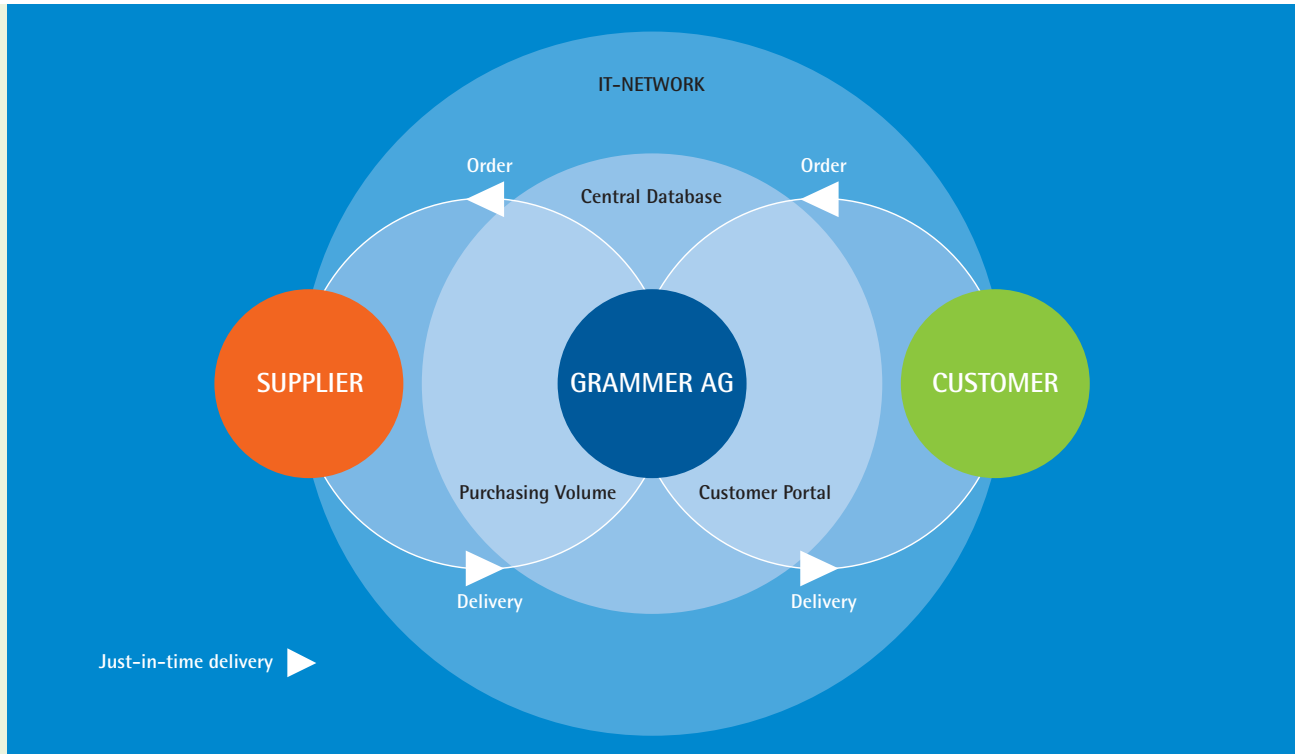 IT-NETWORK
Order
Order
Central Database
SUPPLIER
GRAMMER AG
CUSTOMER
Purchasing Volume
Customer Portal
Delivery
Delivery
Just-in-time delivery